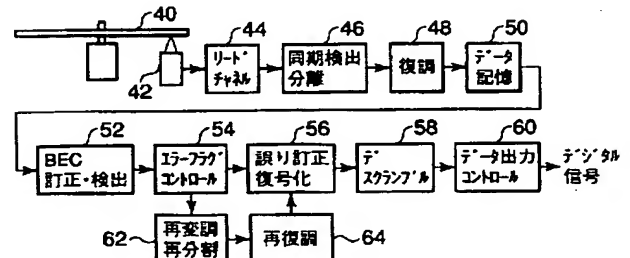 40
42
44
リード
チャネル
46
同期検出
分離
48
復調
50
データ
記憶
52
BEC
訂正・検出
54
エラーフラグ
コントロール
56
誤り訂正
復号化
58
デ
スクランブル
60
データ出力
コントロール
デジタル
信号
62
再変調
再分割
再復調
64